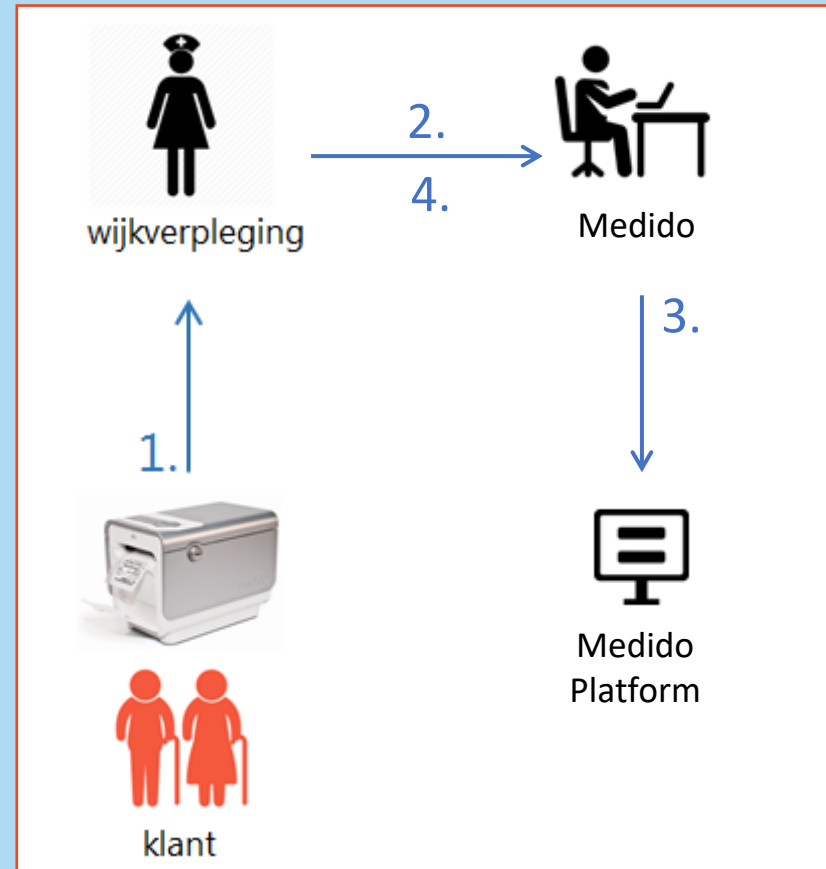 2.
4.
wijkverpleging
Medido
3.
1.
Medido
Platform
klant